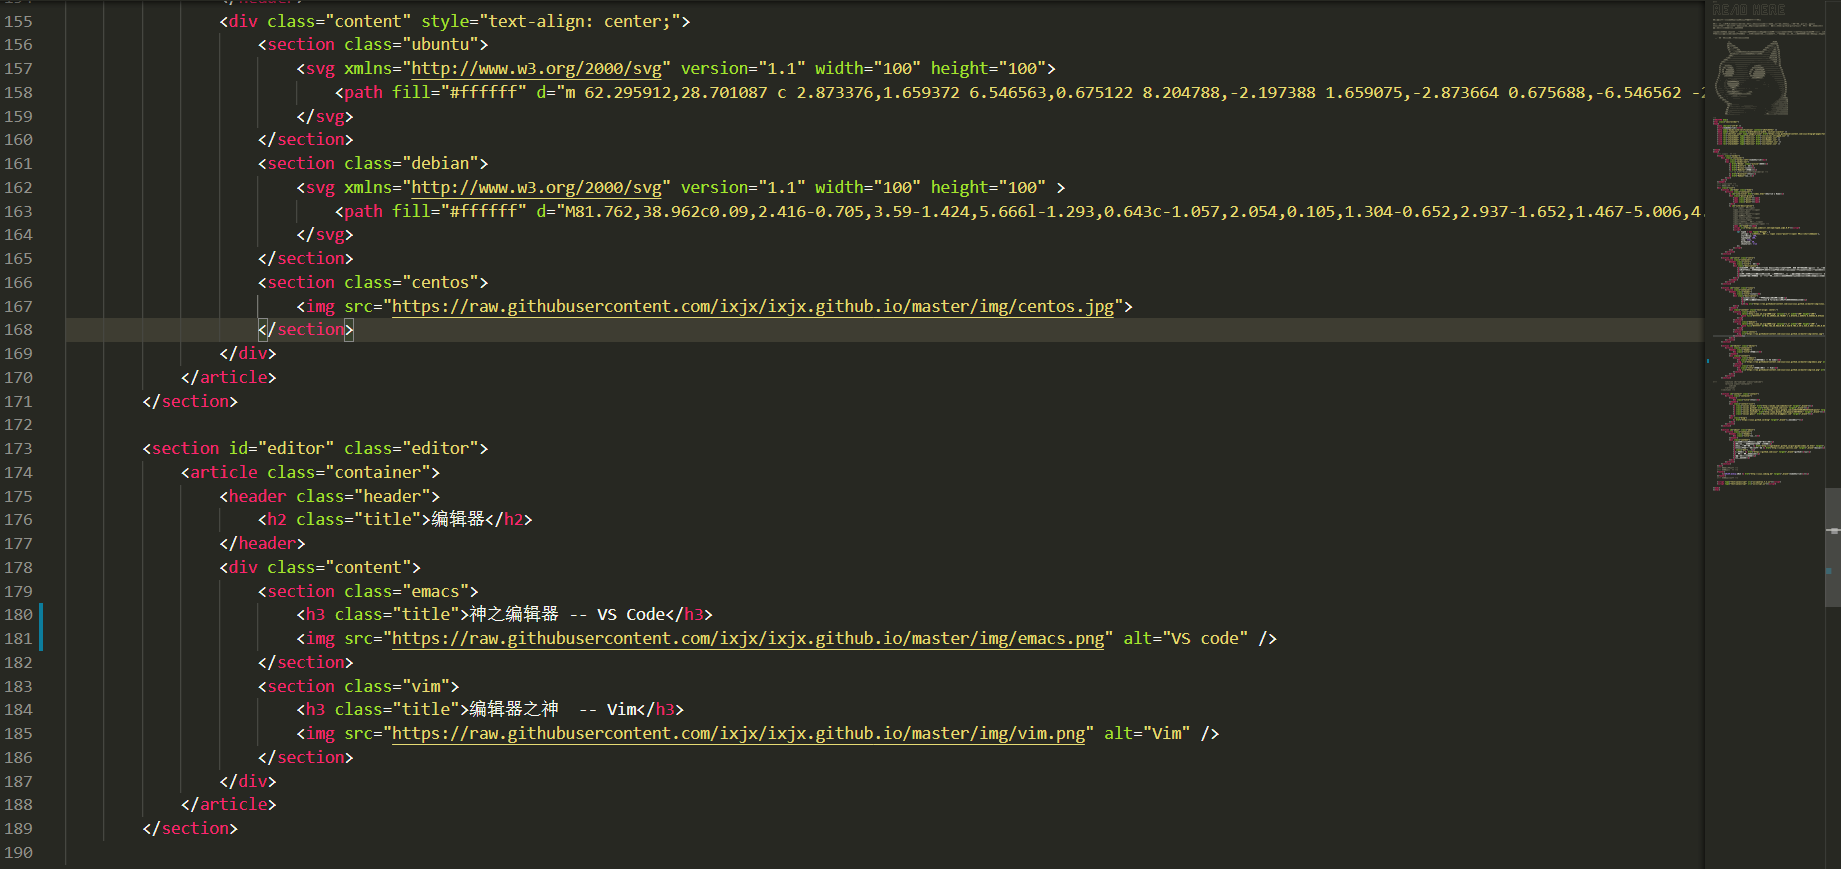 155 <div class="content" style="text-align: center;">
156 <section class="ubuntu">
157 <svg xmlns="http://www.w3.org/2000/svg" version="1.1" width="100" height="100">
158 <path fill="#ffffff" d="m 62.295912,28.701087 c 2.873376,1.659372 6.546563,0.675122 8.204788,-2.197388 1.659075,-2.873664 0.675688,-6.546562
159 </svg>
160 </section>
161 <section class="debian">
162 <svg xmlns="http://www.w3.org/2000/svg" version="1.1" width="100" height="100" >
163 <path fill="#ffffff" d="M81.762,38.962c0.09,2.416-0.705,3.59-1.424,5.666l-1.293,0.643c-1.057,2.054,0.105,1.304-0.652,2.937-1.652,1.467-5.006,4.
164 </svg>
165 </section>
166 <section class="centos">
167 <img src="https://raw.githubusercontent.com/ixjx/ixjx.github.io/master/img/centos.jpg">
168 </section>
169 </div>
170 </article>
171 </section>
172
173 <section id="editor" class="editor">
174 <article class="container">
175 <header class="header">
176 <h2 class="title">编辑器</h2>
177 </header>
178 <div class="content">
179 <section class="emacs">
180 <h3 class="title">神之编辑器 -- VS Code</h3>
181 <img src="https://raw.githubusercontent.com/ixjx/ixjx.github.io/master/img/emacs.png" alt="VS code" />
182 </section>
183 <section class="vim">
184 <h3 class="title">编辑器之神  -- Vim</h3>
185 <img src="https://raw.githubusercontent.com/ixjx/ixjx.github.io/master/img/vim.png" alt="Vim" />
186 </section>
187 </div>
188 </article>
189 </section>
190